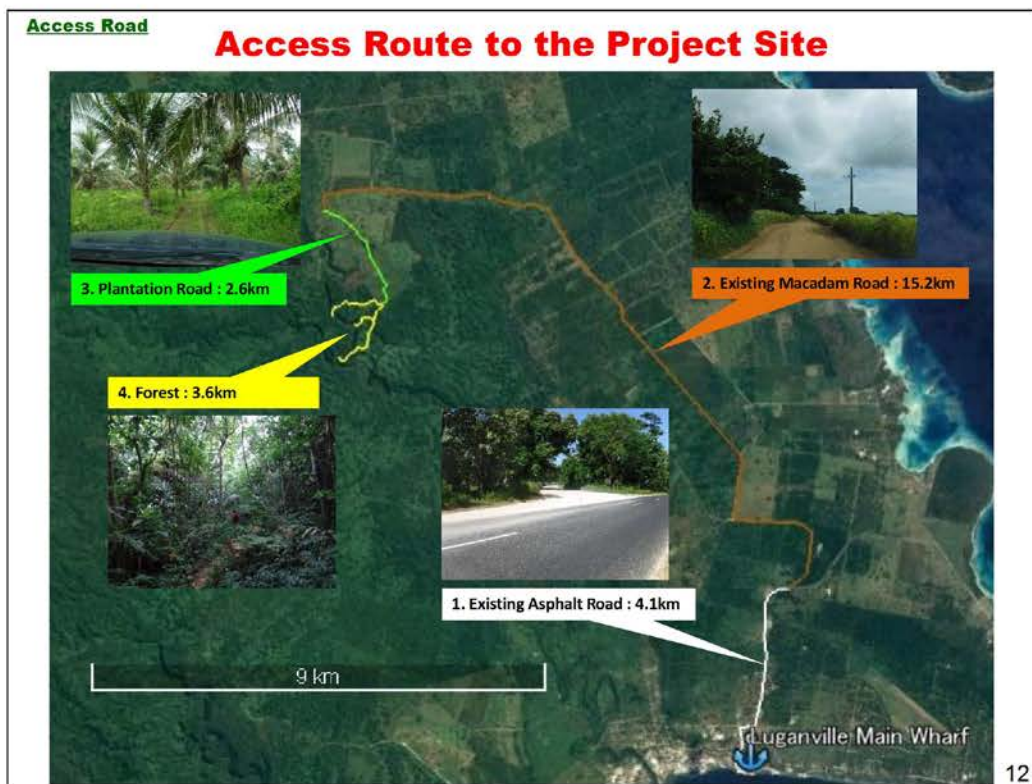 Access Road
Access Route to the Project Site
3. Plantation Road : 2.6km
2. Existing Macadam Road : 15.2km
4. Forest : 3.6km
1. Existing Asphalt Road : 4.1km
9 km
Luganville Main Wharf
12